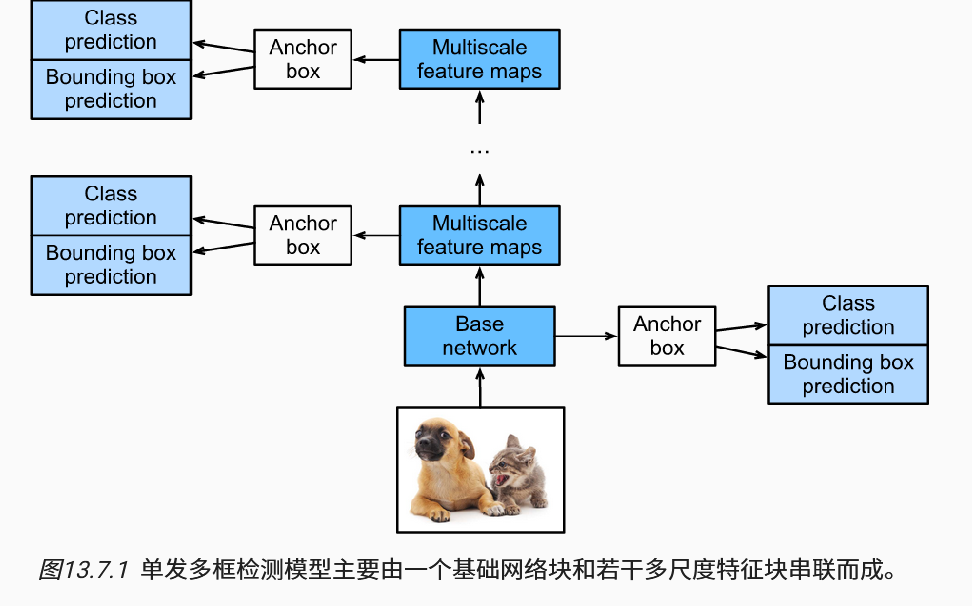 Class
prediction
Bounding box
prediction
Anchor
box
Multiscale
feature maps
...
Class
prediction
Bounding box
prediction
Anchor
box
Multiscale
feature maps
Base
network
Anchor
box
Class
prediction
Bounding box
prediction
图13.7.1 单发多框检测模型主要由一个基础网络块和若干多尺度特征块串联而成。